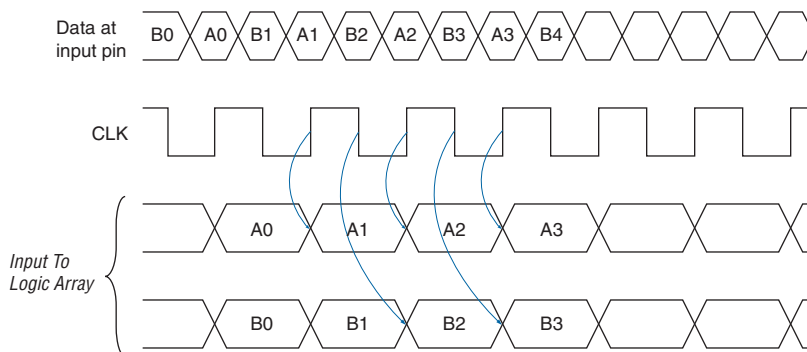 Data at
input pin
B0 A0 B1 A1 B2 A2 B3 A3 B4
CLK
Input To
Logic Array
A0 A1 A2 A3
B0 B1 B2 B3